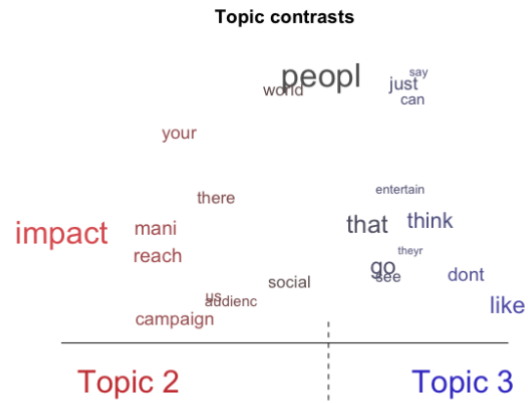 Topic contrasts
peopl
say
just
world
can
your
entertain
there
that
think
impact
mani
theyr
reach
go
see
dont
social
us
audienc
like
campaign
Topic 2
Topic 3